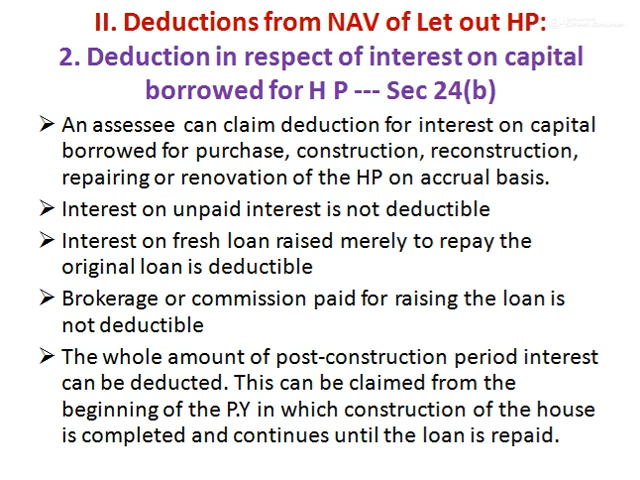 II. Deductions from NAV of Let out HP:
2. Deduction in respect of interest on capital
borrowed for H P --- Sec 24(b)
➢ An assessee can claim deduction for interest on capital
borrowed for purchase, construction, reconstruction,
repairing or renovation of the HP on accrual basis.
➢ Interest on unpaid interest is not deductible
➢ Interest on fresh loan raised merely to repay the
original loan is deductible
➢ Brokerage or commission paid for raising the loan is
not deductible
➢ The whole amount of post-construction period interest
can be deducted. This can be claimed from the
beginning of the P.Y in which construction of the house
is completed and continues until the loan is repaid.